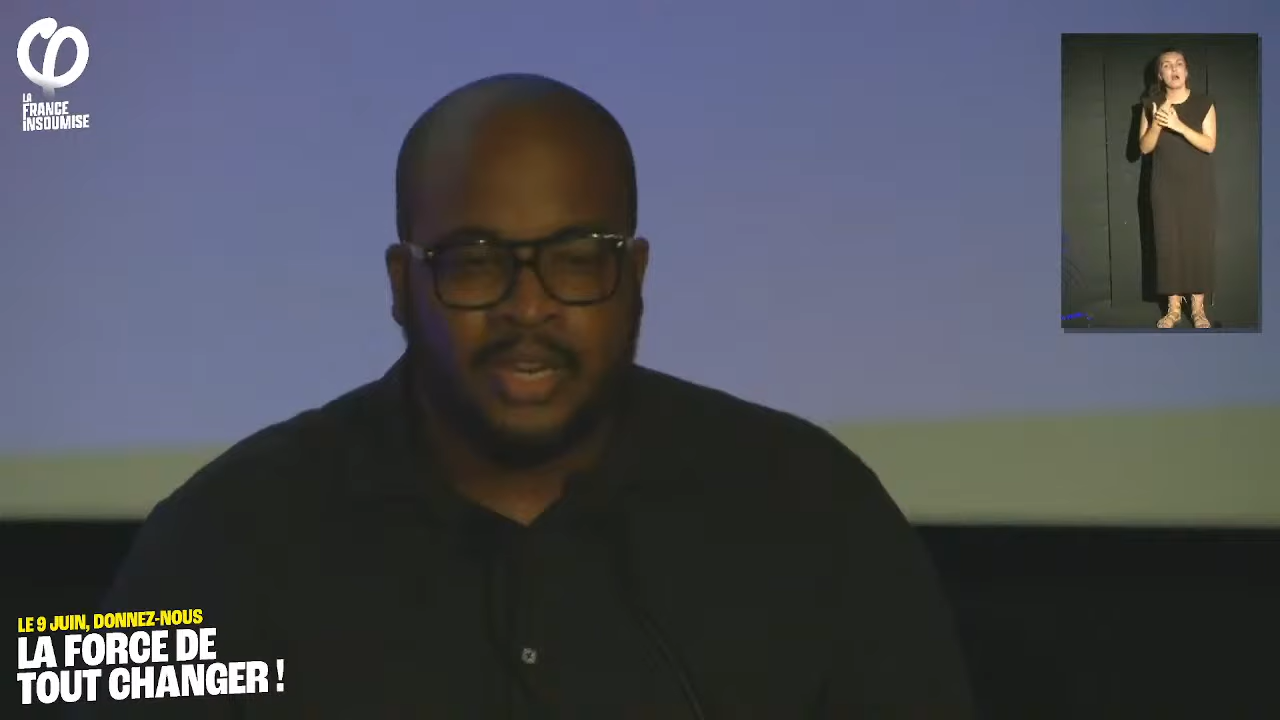 LA
FRANCE
INSOUMISE
LE 9 JUIN, DONNEZ-NOUS
LA FORCE DE
TOUT CHANGER !